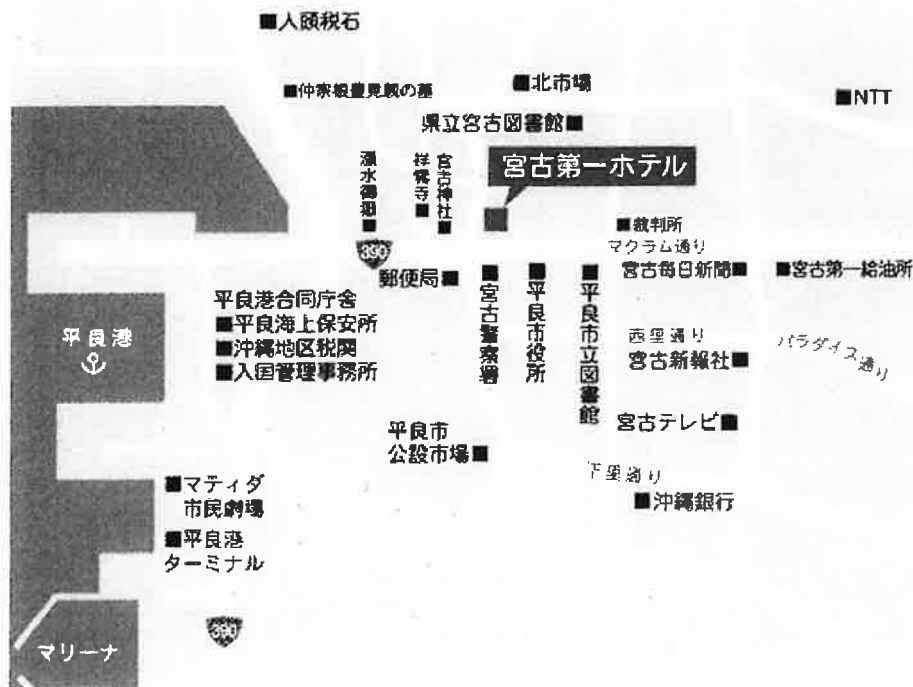 ■人頭税石
■仲宗根豊見親の墓
■北市場
■NTT
県立宮古図書館■
宮古第一ホテル
漲水御嶽■
祥雲寺■
宮古神社■
■裁判所
マクラム通り
390
郵便局■
■宮古警察署
■平良市役所
■平良市立図書館
宮古毎日新聞■
■宮古第一給油所
平良港合同庁舎
■平良海上保安所
■沖縄地区税関
■入国管理事務所
平良港
西里通り
宮古新報社■
パラダイス通り
宮古テレビ■
平良市
公設市場■
下里通り
■沖縄銀行
■マティダ
市民劇場
■平良港
ターミナル
390
マリーナ